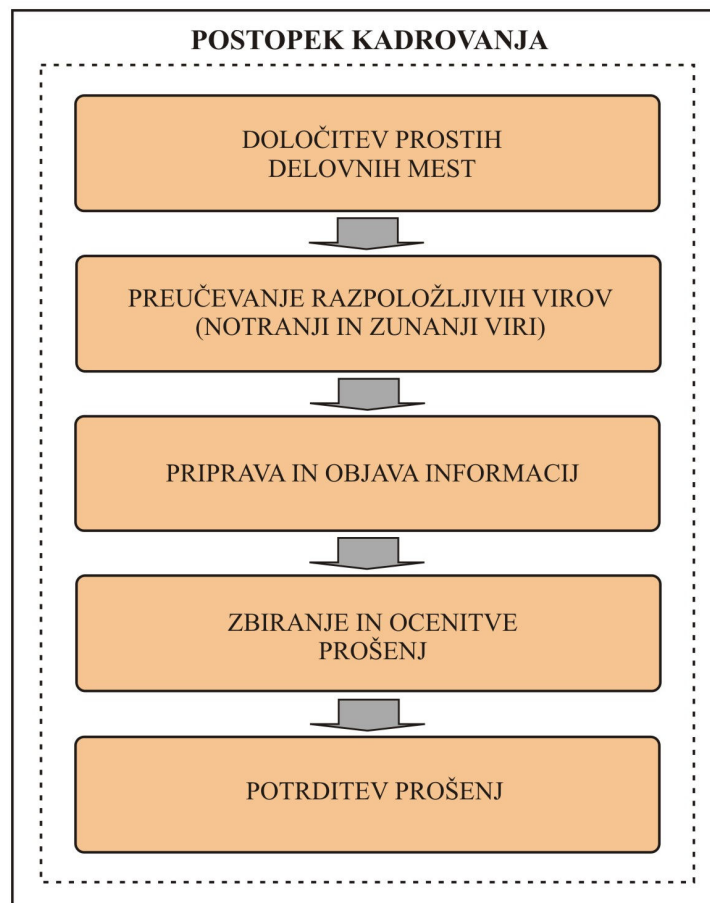 POSTOPEK KADROVANJA
DOLOČITEV PROSTIH
DELOVNIH MEST
PREUČEVANJE RAZPOLOŽLJIVIH VIROV
(NOTRANJI IN ZUNANJI VIRI)
PRIPRAVA IN OBJAVA INFORMACIJ
ZBIRANJE IN OCENITVE
PROŠENJ
POTRDITEV PROŠENJ